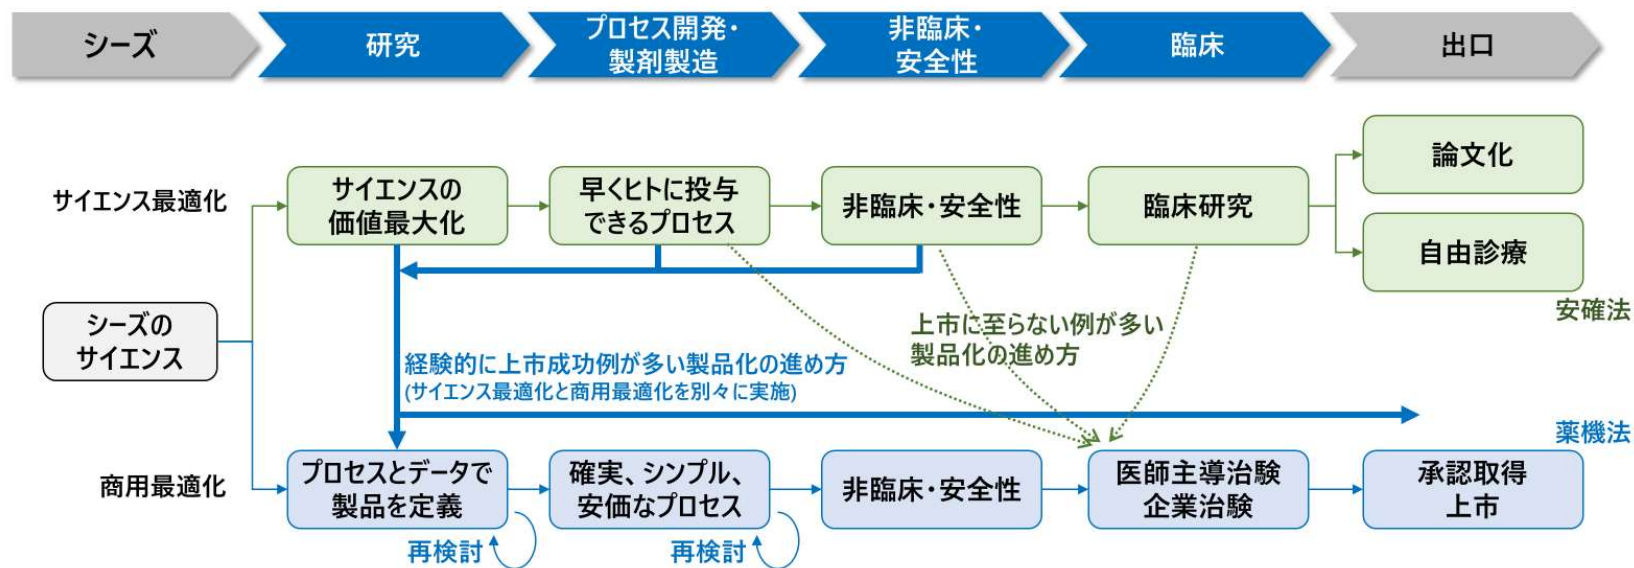 シーズ
研究
プロセス開発・
製剤製造
非臨床・
安全性
臨床
出口
サイエンス最適化
サイエンスの
価値最大化
早くヒトに投与
できるプロセス
非臨床・安全性
臨床研究
論文化
自由診療
安確法
シーズの
サイエンス
上市に至らない例が多い
製品化の進め方
経験的に上市成功例が多い製品化の進め方
(サイエンス最適化と商用最適化を別々に実施)
薬機法
商用最適化
プロセスとデータで
製品を定義
確実、シンプル、
安価なプロセス
非臨床・安全性
医師主導治験
企業治験
承認取得
上市
再検討
再検討